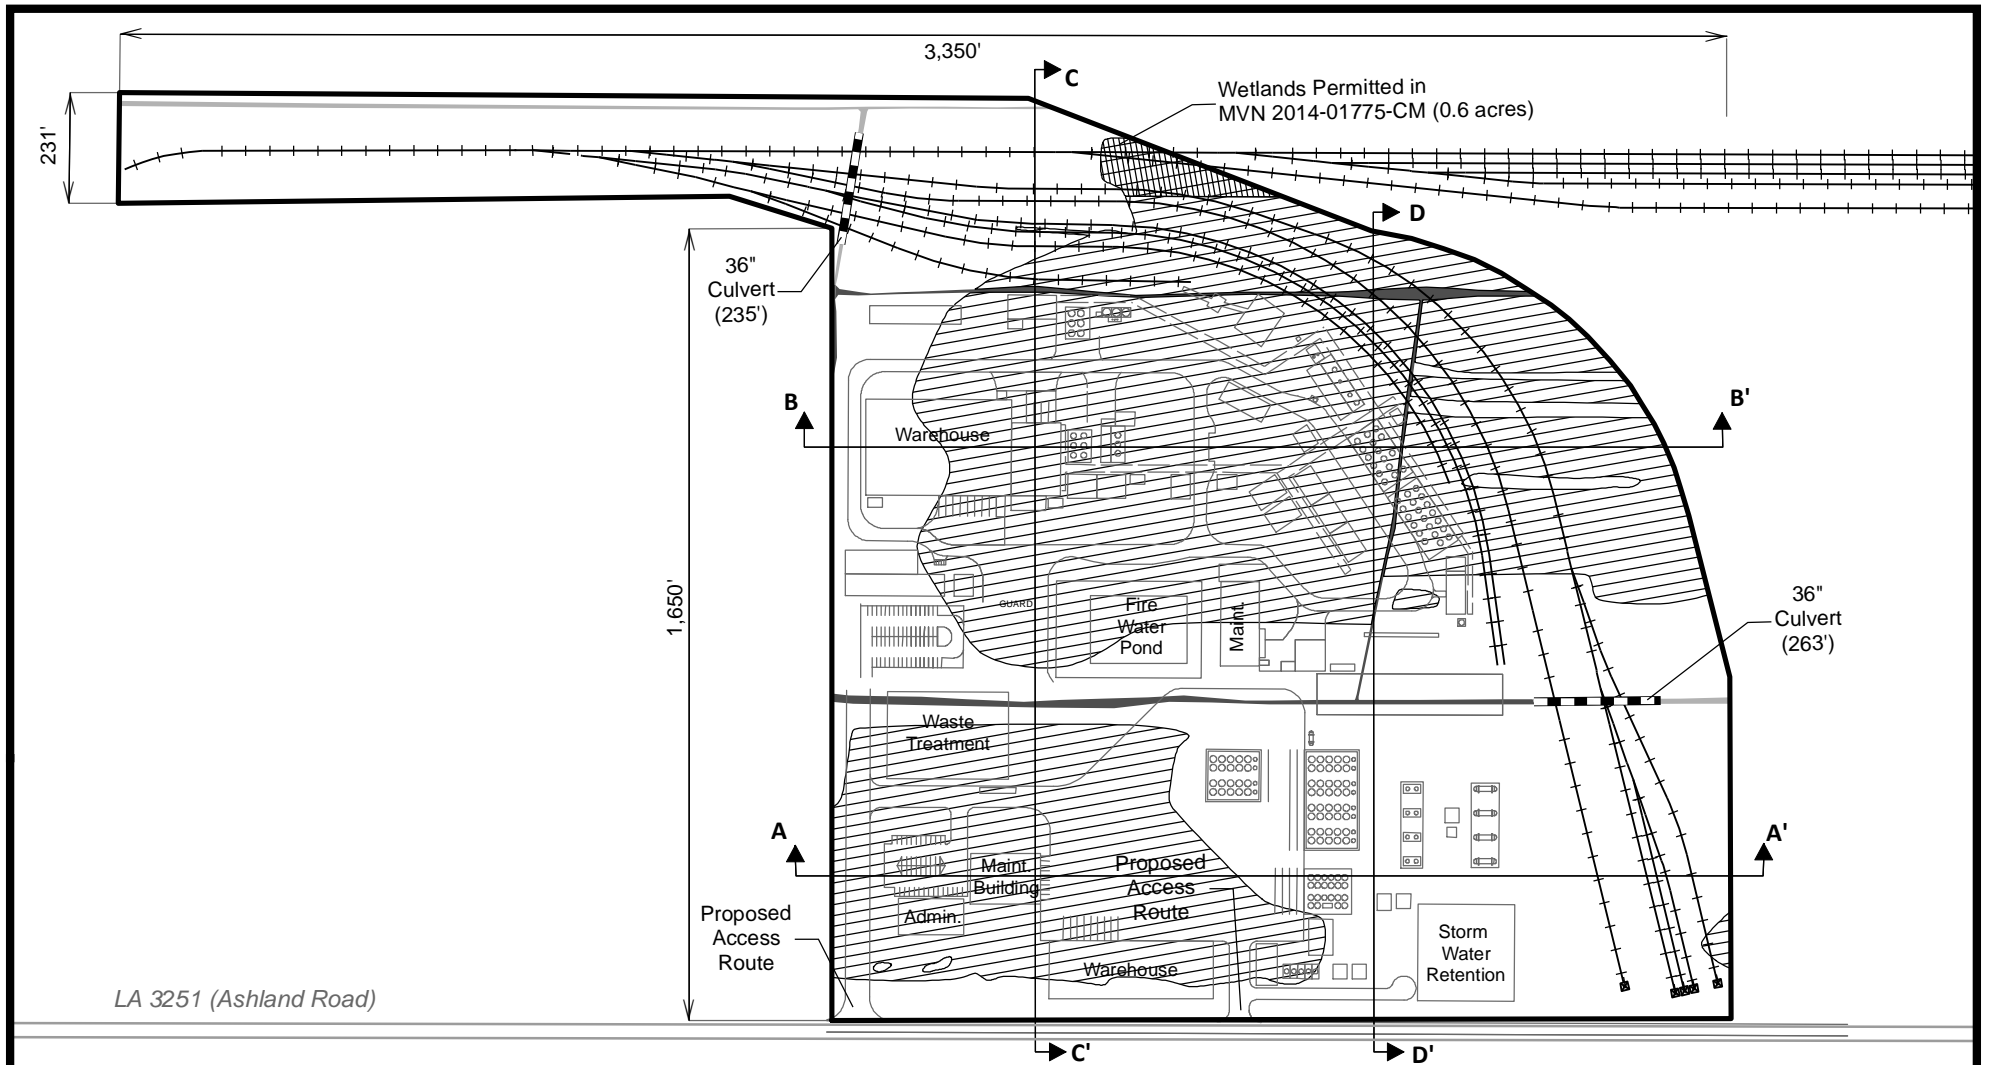 3,350'
C
Wetlands Permitted in
MVN 2014-01775-CM (0.6 acres)
231'
D
36"
Culvert
(235')
B
B'
Warehouse
1,650'
GUARD
Fire
Water
Pond
Maint.
36"
Culvert
(263')
Waste
Treatment
A
A'
Maint.
Building
Proposed
Access
Route
Admin.
Proposed
Access
Route
Storm
Water
Retention
Warehouse
LA 3251 (Ashland Road)
C'
D'